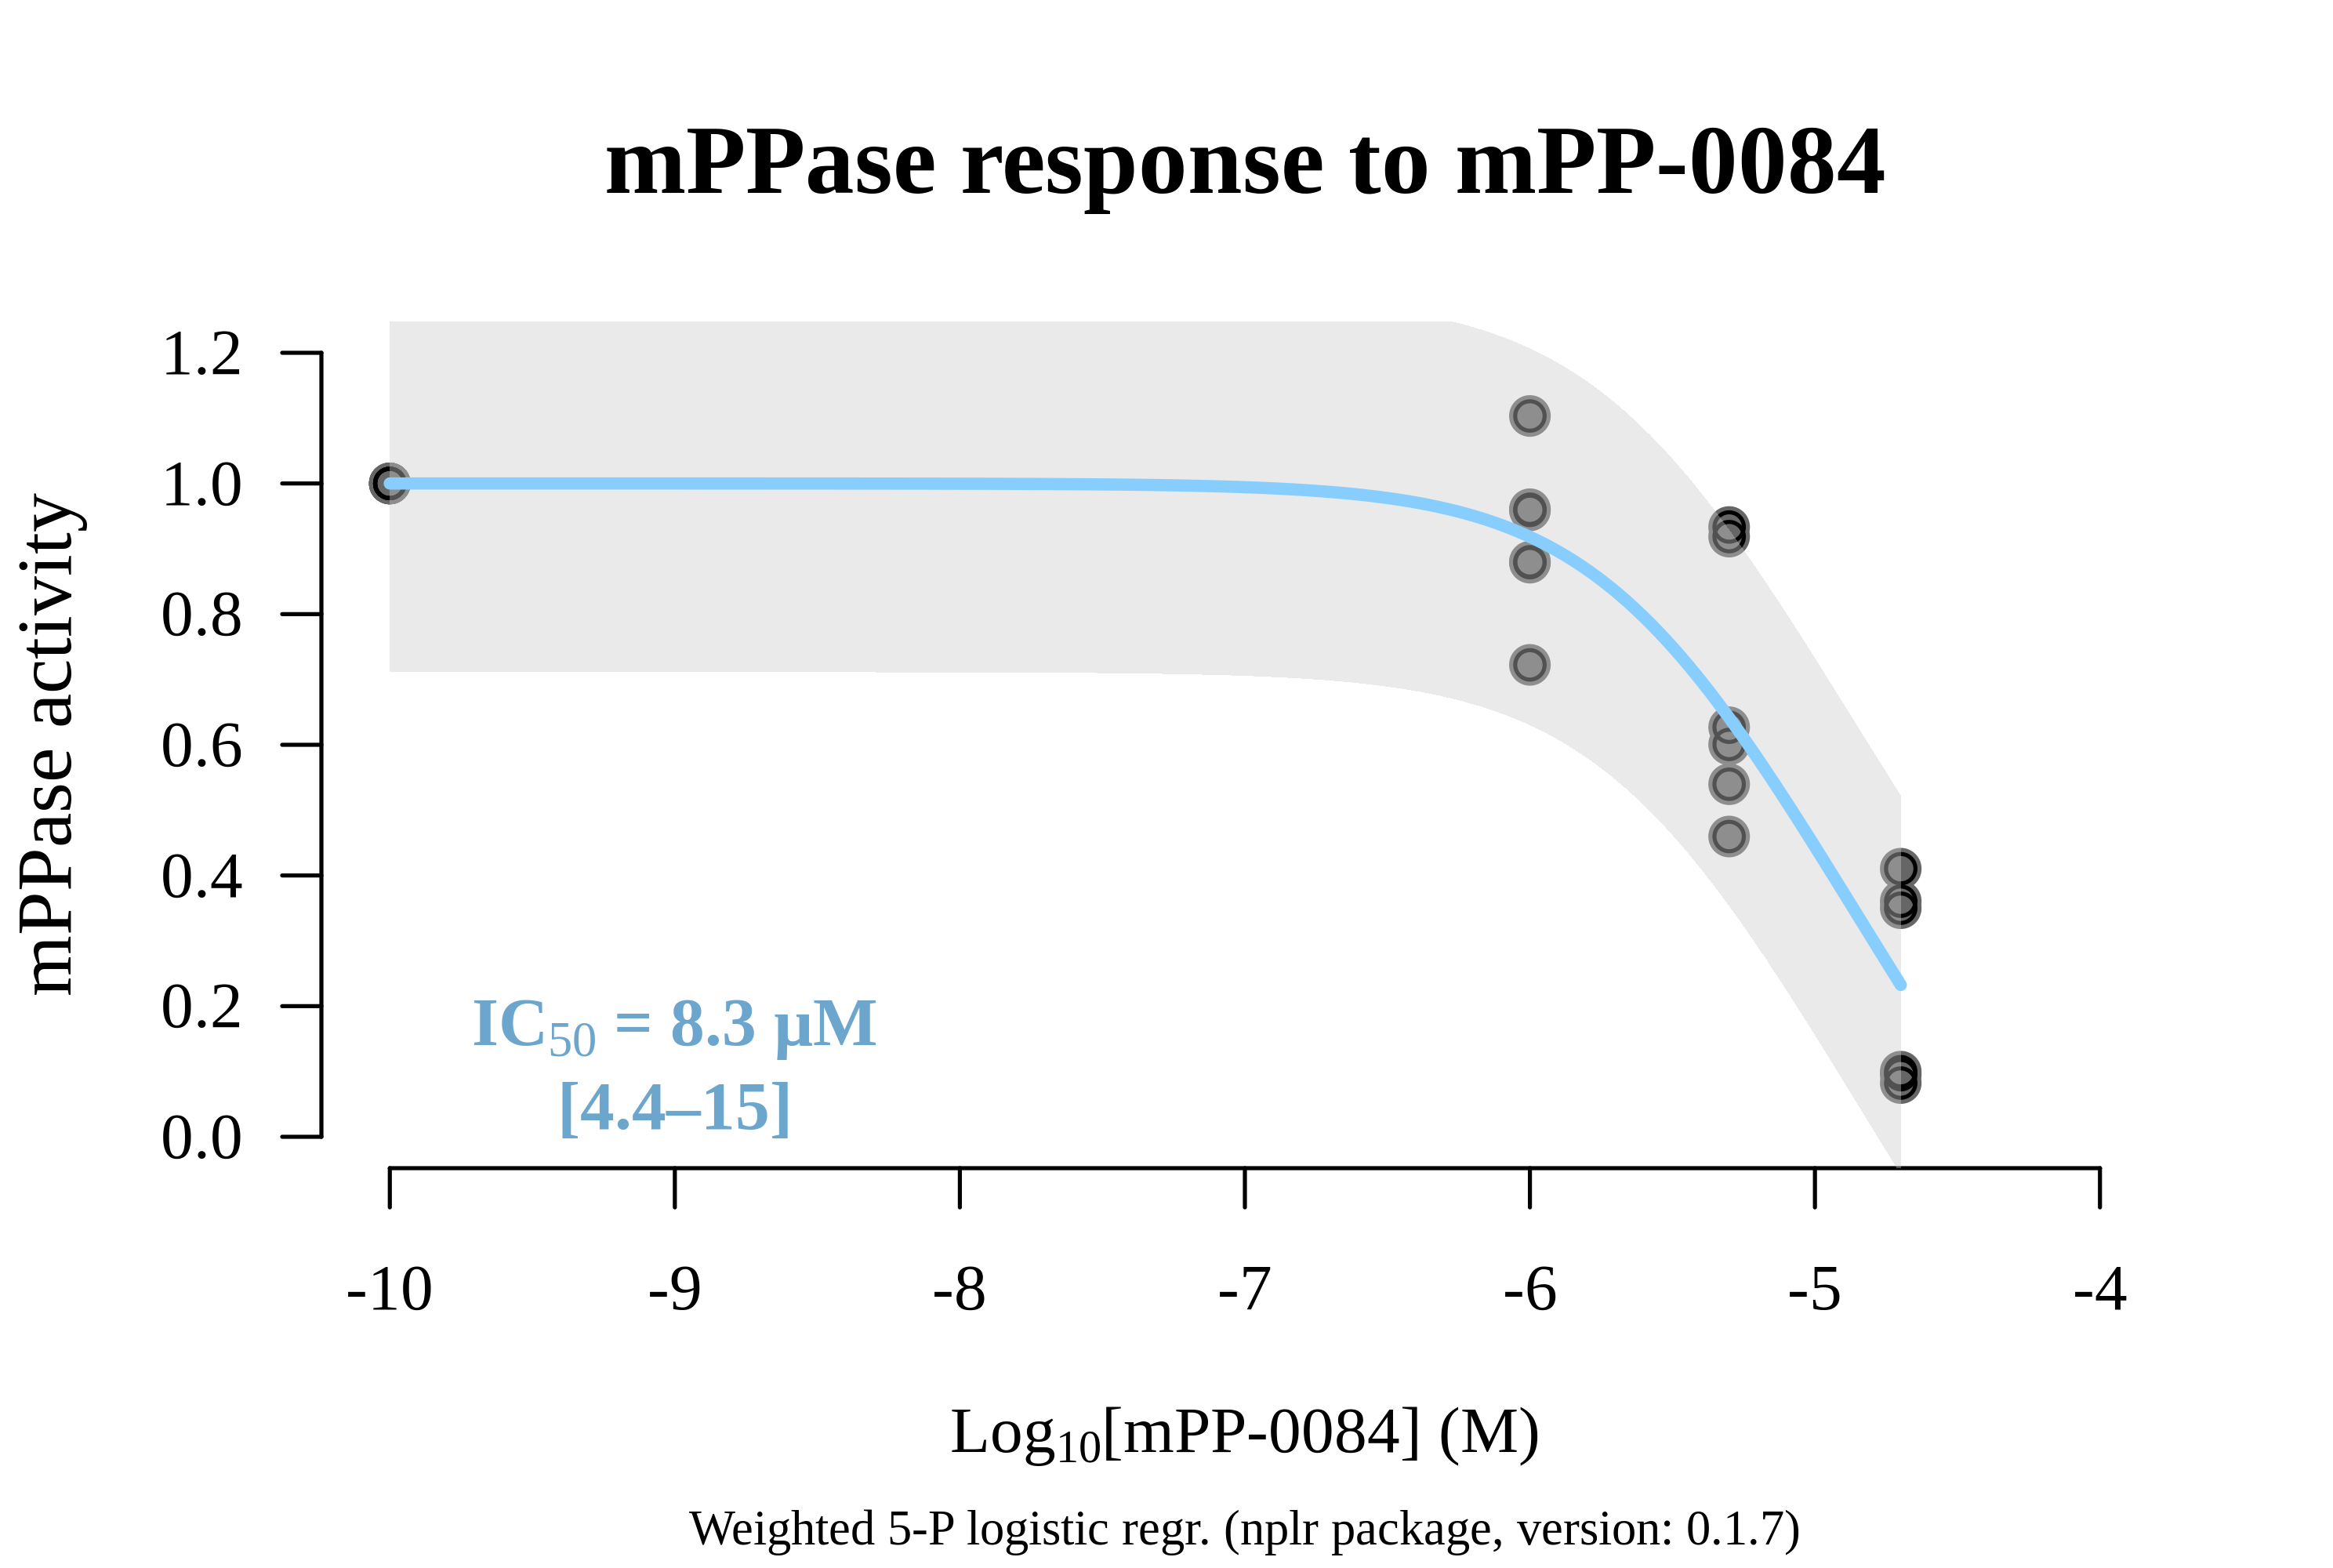 mPPase response to mPP-0084
mPPase activity
1.2
1.0
0.8
0.6
0.4
0.2
0.0
IC50 = 8.3 µM
[4.4–15]
-10 -9 -8 -7 -6 -5 -4
Log10[mPP-0084] (M)
Weighted 5-P logistic regr. (nplr package, version: 0.1.7)